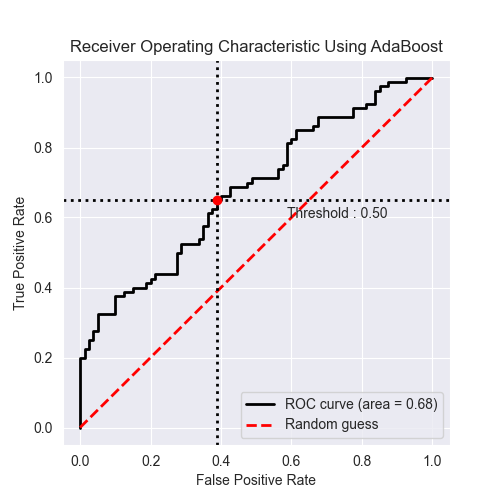 Receiver Operating Characteristic Using AdaBoost
1.0
0.8
0.6
0.4
0.2
0.0
True Positive Rate
Threshold : 0.50
ROC curve (area = 0.68)
Random guess
0.0 0.2 0.4 0.6 0.8 1.0
False Positive Rate